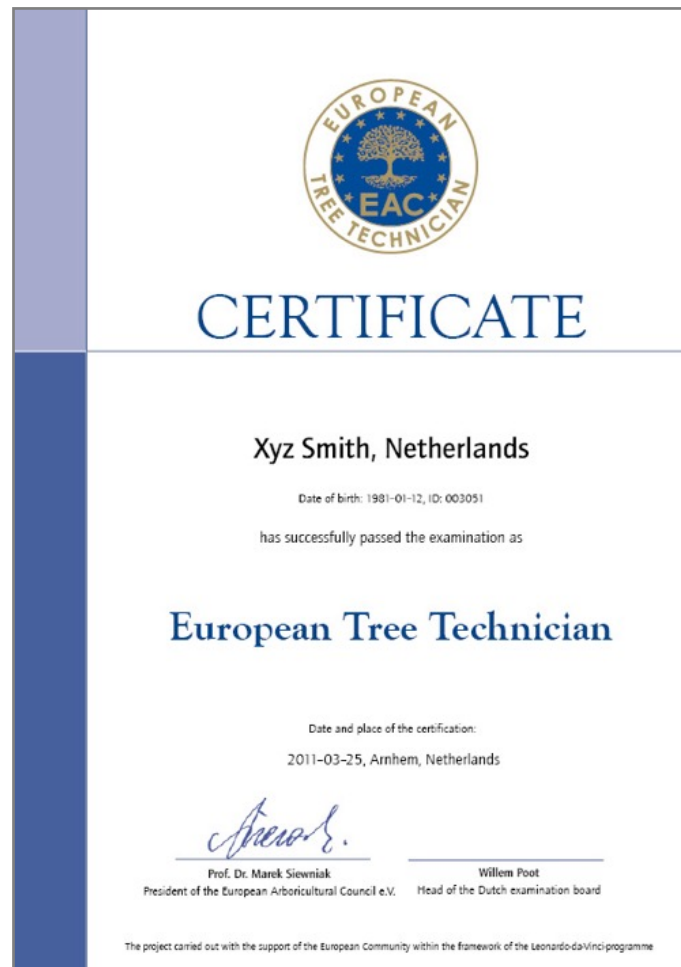 EUROPEAN
TREE TECHNICIAN
EAC
CERTIFICATE
Xyz Smith, Netherlands
Date of birth: 1981-01-12, ID: 003051
has successfully passed the examination as
European Tree Technician
Date and place of the certification:
2011-03-25, Arnhem, Netherlands
Prof. Dr. Marek Siewniak
President of the European Arboricultural Council e.V.
Willem Poot
Head of the Dutch examination board
The project carried out with the support of the European Community within the framework of the Leonardo-da-Vinci-programme